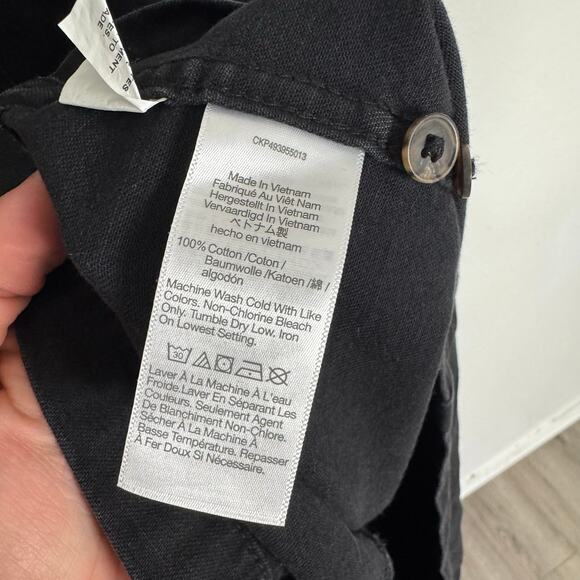 CKP493955013
Made In Vietnam
Fabriqué Au Viêt Nam
Hergestellt In Vietnam
Vervaardigd In Vietnam
ベトナム製
hecho en vietnam
100% Cotton /Coton /
Baumwolle /Katoen /綿/
algodón
Machine Wash Cold With Like
Colors. Non-Chlorine Bleach
Only. Tumble Dry Low. Iron
On Lowest Setting.
30
Laver À La Machine À L'eau
Froide.Laver En Séparant Les
Couleurs. Seulement Agent
De Blanchiment Non-Chlore.
Sécher À La Machine À
Basse Température. Repasser
À Fer Doux Si Nécessaire.